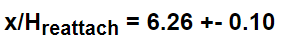 x/Hreattach = 6.26 +- 0.10